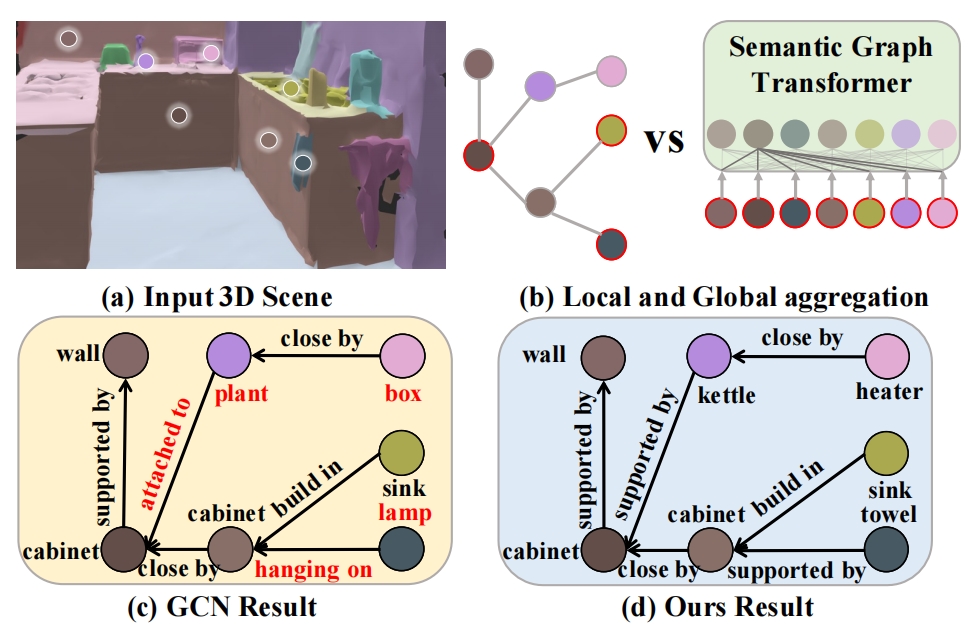 Semantic Graph
Transformer
vs
(a) Input 3D Scene
(b) Local and Global aggregation
wall
close by
plant
box
supported by
attached to
build in
sink
lamp
cabinet
cabinet
close by
hanging on
(c) GCN Result
wall
close by
kettle
heater
supported by
supported by
build in
sink
towel
cabinet
cabinet
close by
supported by
(d) Ours Result